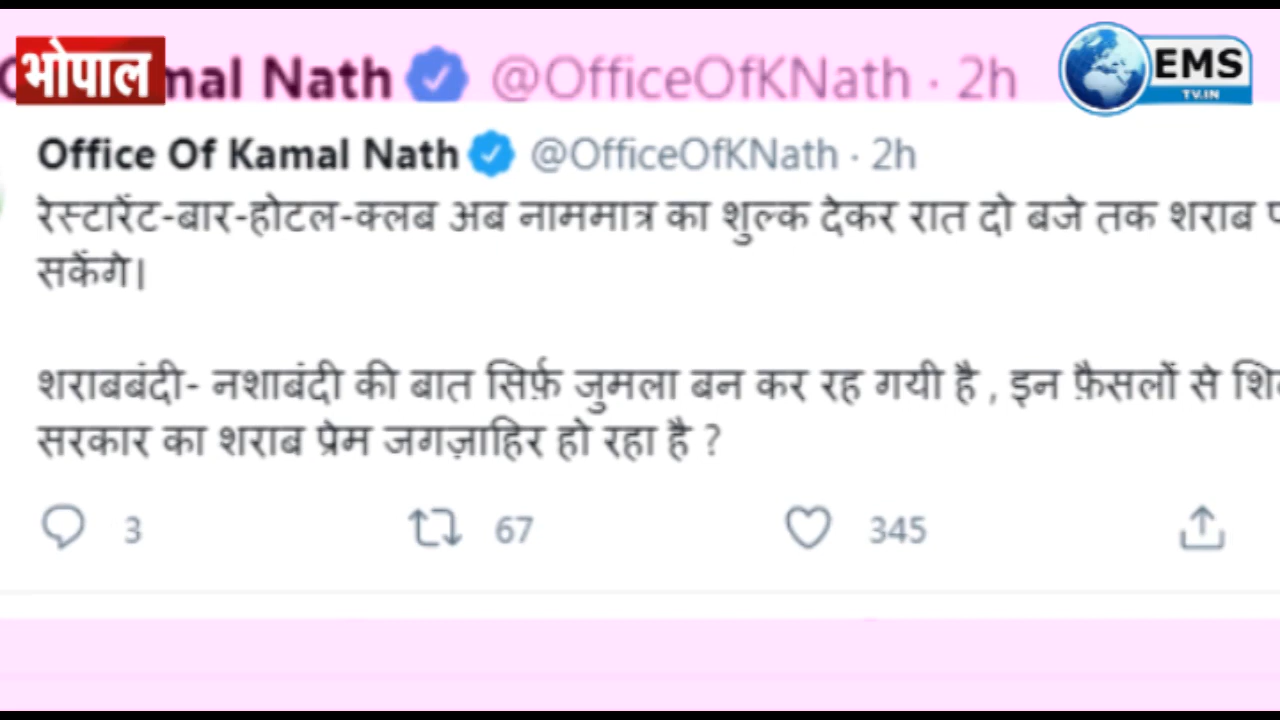 भोपाल
mal Nath @OfficeOfKNath · 2h
EMS
TV.IN
Office Of Kamal Nath @OfficeOfKNath · 2h
रेस्टारेंट-बार-होटल-क्लब अब नाममात्र का शुल्क देकर रात दो बजे तक शराब
सकेंगे।
शराबबंदी- नशाबंदी की बात सिर्फ़ जुमला बन कर रह गयी है , इन फ़ैसलों से
सरकार का शराब प्रेम जगज़ाहिर हो रहा है ?
3 67 345